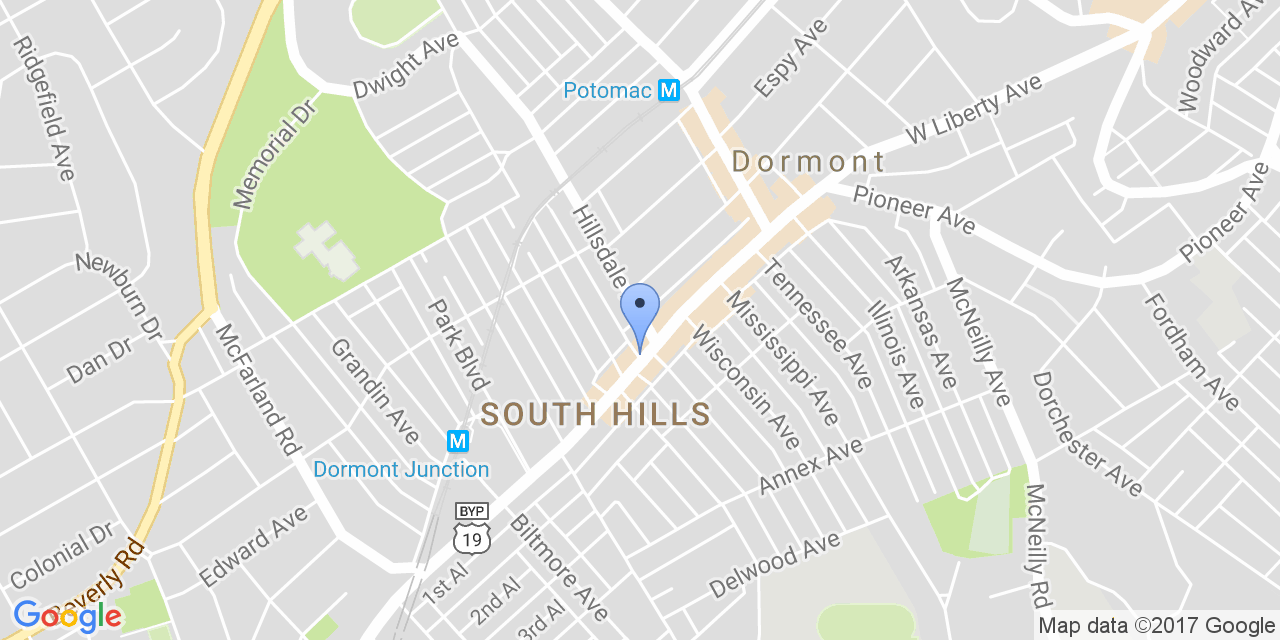 Ridgefield Ave
Dwight Ave
Memorial Dr
Potomac
M
Espy Ave
Woodward Ave
W Liberty Ave
Dormont
Pioneer Ave
Pioneer Ave
Hillsdale
Newburn Dr
Dan Dr
McFarland Rd
Grandin Ave
Park Blvd
Tennessee Ave
Mississippi Ave
Wisconsin Ave
Arkansas Ave
Illinois Ave
McNeilly Ave
Fordham Ave
Dorchester Ave
SOUTH HILLS
M
Dormont Junction
Annex Ave
BYP
19
Biltmore Ave
McNeilly Rd
Delwood Ave
Edward Ave
Colonial Dr
Beverly Rd
1st Al
2nd Al
3rd Al
Google
Map data ©2017 Google